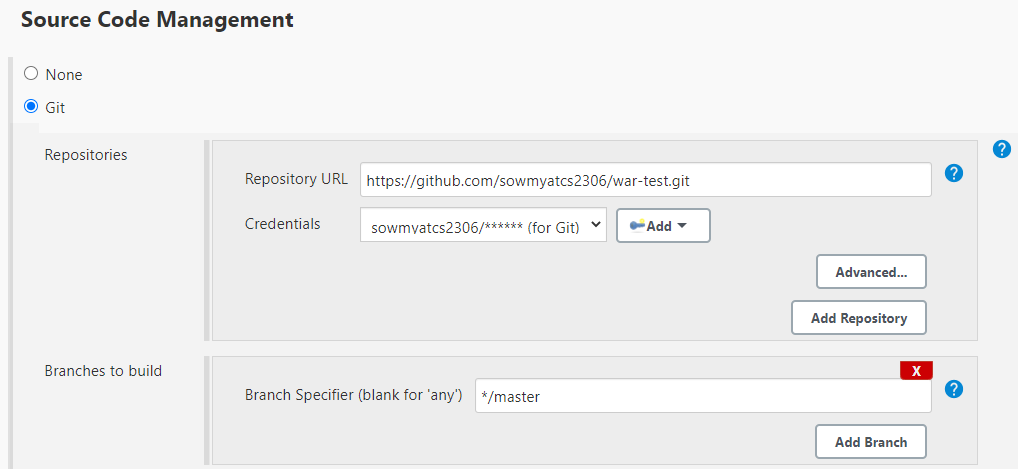 Source Code Management
None
Git
Repositories
?
Repository URL https://github.com/sowmyatcs2306/war-test.git ?
Credentials sowmyatcs2306/****** (for Git) Add
Advanced...
Add Repository
Branches to build
X
Branch Specifier (blank for 'any') */master ?
Add Branch